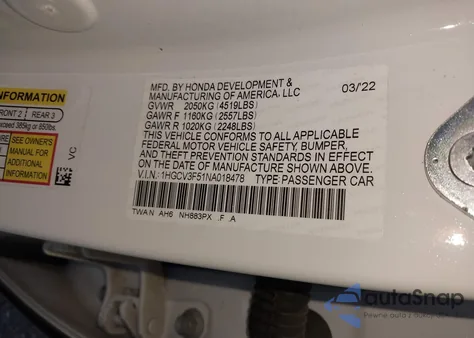 MFD. BY HONDA DEVELOPMENT &
MANUFACTURING OF AMERICA, LLC
03/22
GVWR 2050KG (4519LBS)
GAWR F 1160KG (2557LBS)
GAWR R 1020KG (2248LBS)
THIS VEHICLE CONFORMS TO ALL APPLICABLE
FEDERAL MOTOR VEHICLE SAFETY, BUMPER,
AND THEFT PREVENTION STANDARDS IN EFFECT
ON THE DATE OF MANUFACTURE SHOWN ABOVE.
V.I.N.: 1HGCV3F51NA018478 TYPE: PASSENGER CAR
TWA N AH6 NH883PX .F .A
INFORMATION
FRONT 2 REAR 3
exceed 385kg or 850lbs.
SEE OWNER'S
MANUAL FOR
ADDITIONAL
INFORMATION
VC
autaSnap